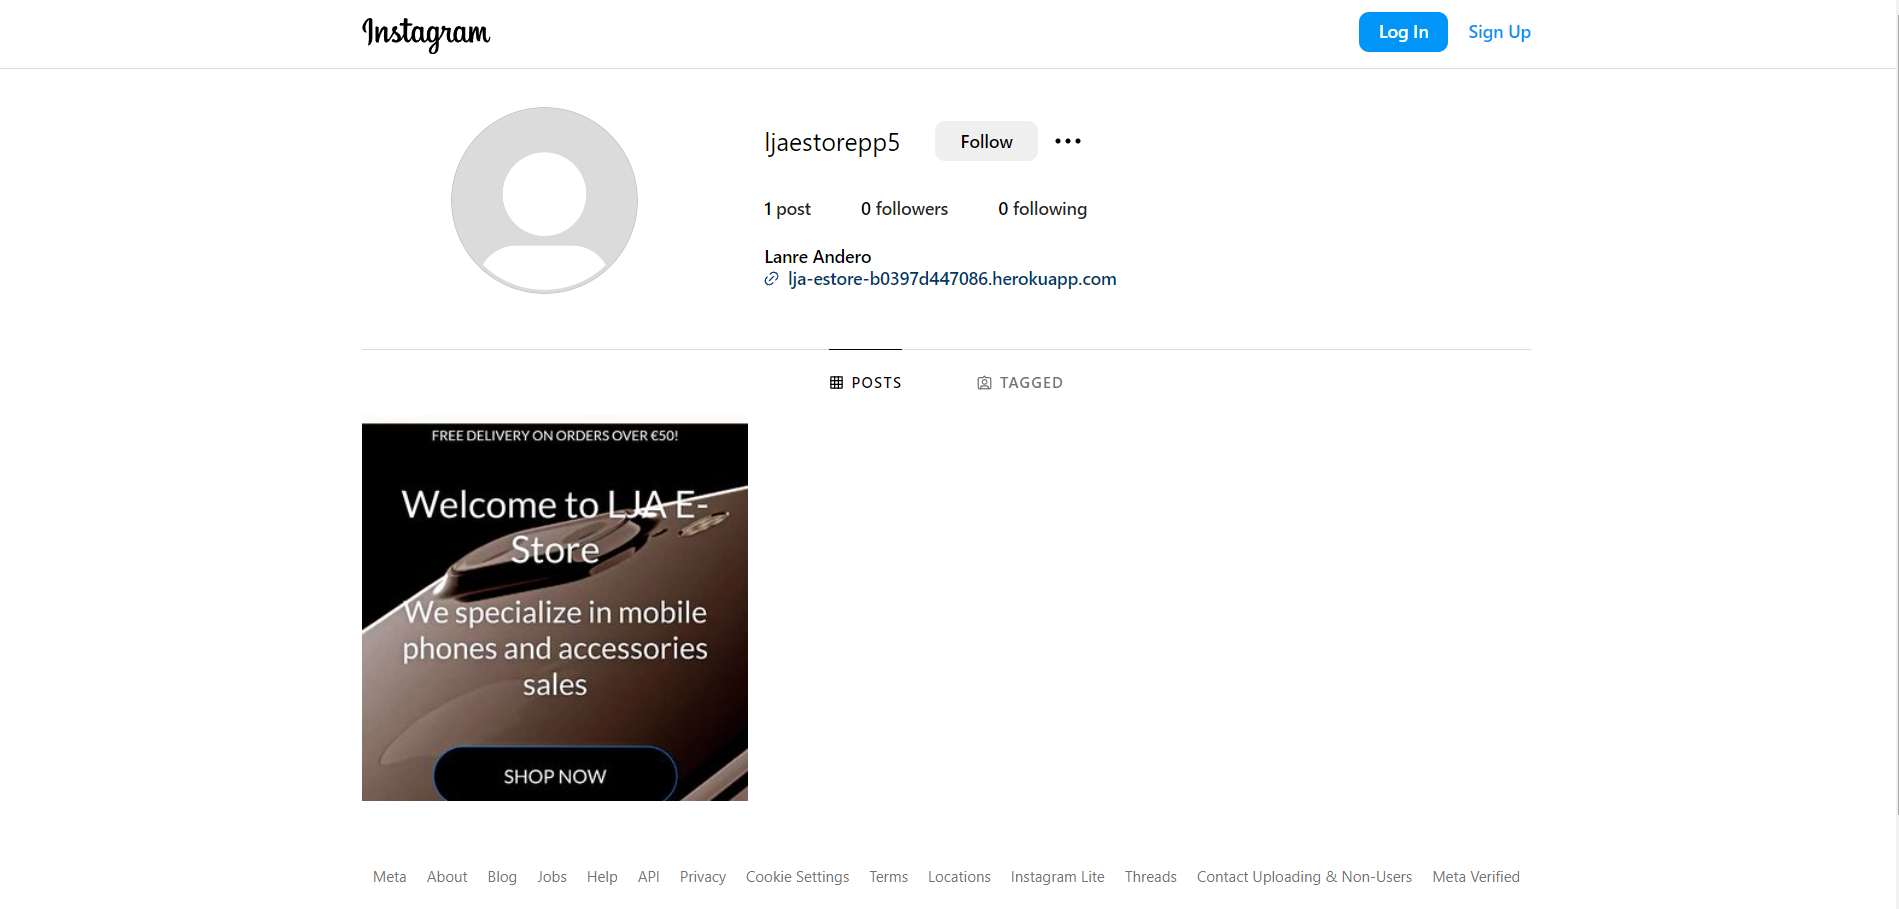 Instagram
Log In
Sign Up
ljaestorepp5
Follow
1 post
0 followers
0 following
Lanre Andero
lja-estore-b0397d447086.herokuapp.com
POSTS
TAGGED
FREE DELIVERY ON ORDERS OVER €50!
Welcome to LJA E-
Store
We specialize in mobile
phones and accessories
sales
SHOP NOW
Meta
About
Blog
Jobs
Help
API
Privacy
Cookie Settings
Terms
Locations
Instagram Lite
Threads
Contact Uploading & Non-Users
Meta Verified